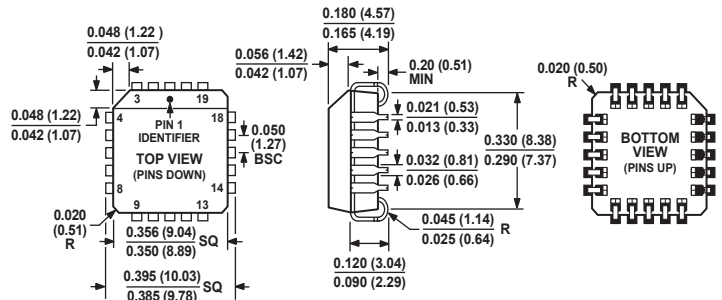 0.048 (1.22 )
0.042 (1.07)
0.048 (1.22)
0.042 (1.07)
3
19
4
18
PIN 1
IDENTIFIER
TOP VIEW
(PINS DOWN)
8
14
9
13
0.050
(1.27)
BSC
0.020
(0.51)
R
0.356 (9.04)
0.350 (8.89)
SQ
0.395 (10.03)
0.385 (9.78)
SQ
0.180 (4.57)
0.165 (4.19)
0.056 (1.42)
0.042 (1.07)
0.20 (0.51)
MIN
0.021 (0.53)
0.013 (0.33)
0.032 (0.81)
0.026 (0.66)
0.330 (8.38)
0.290 (7.37)
0.045 (1.14)
0.025 (0.64)
R
0.120 (3.04)
0.090 (2.29)
0.020 (0.50)
R
BOTTOM
VIEW
(PINS UP)